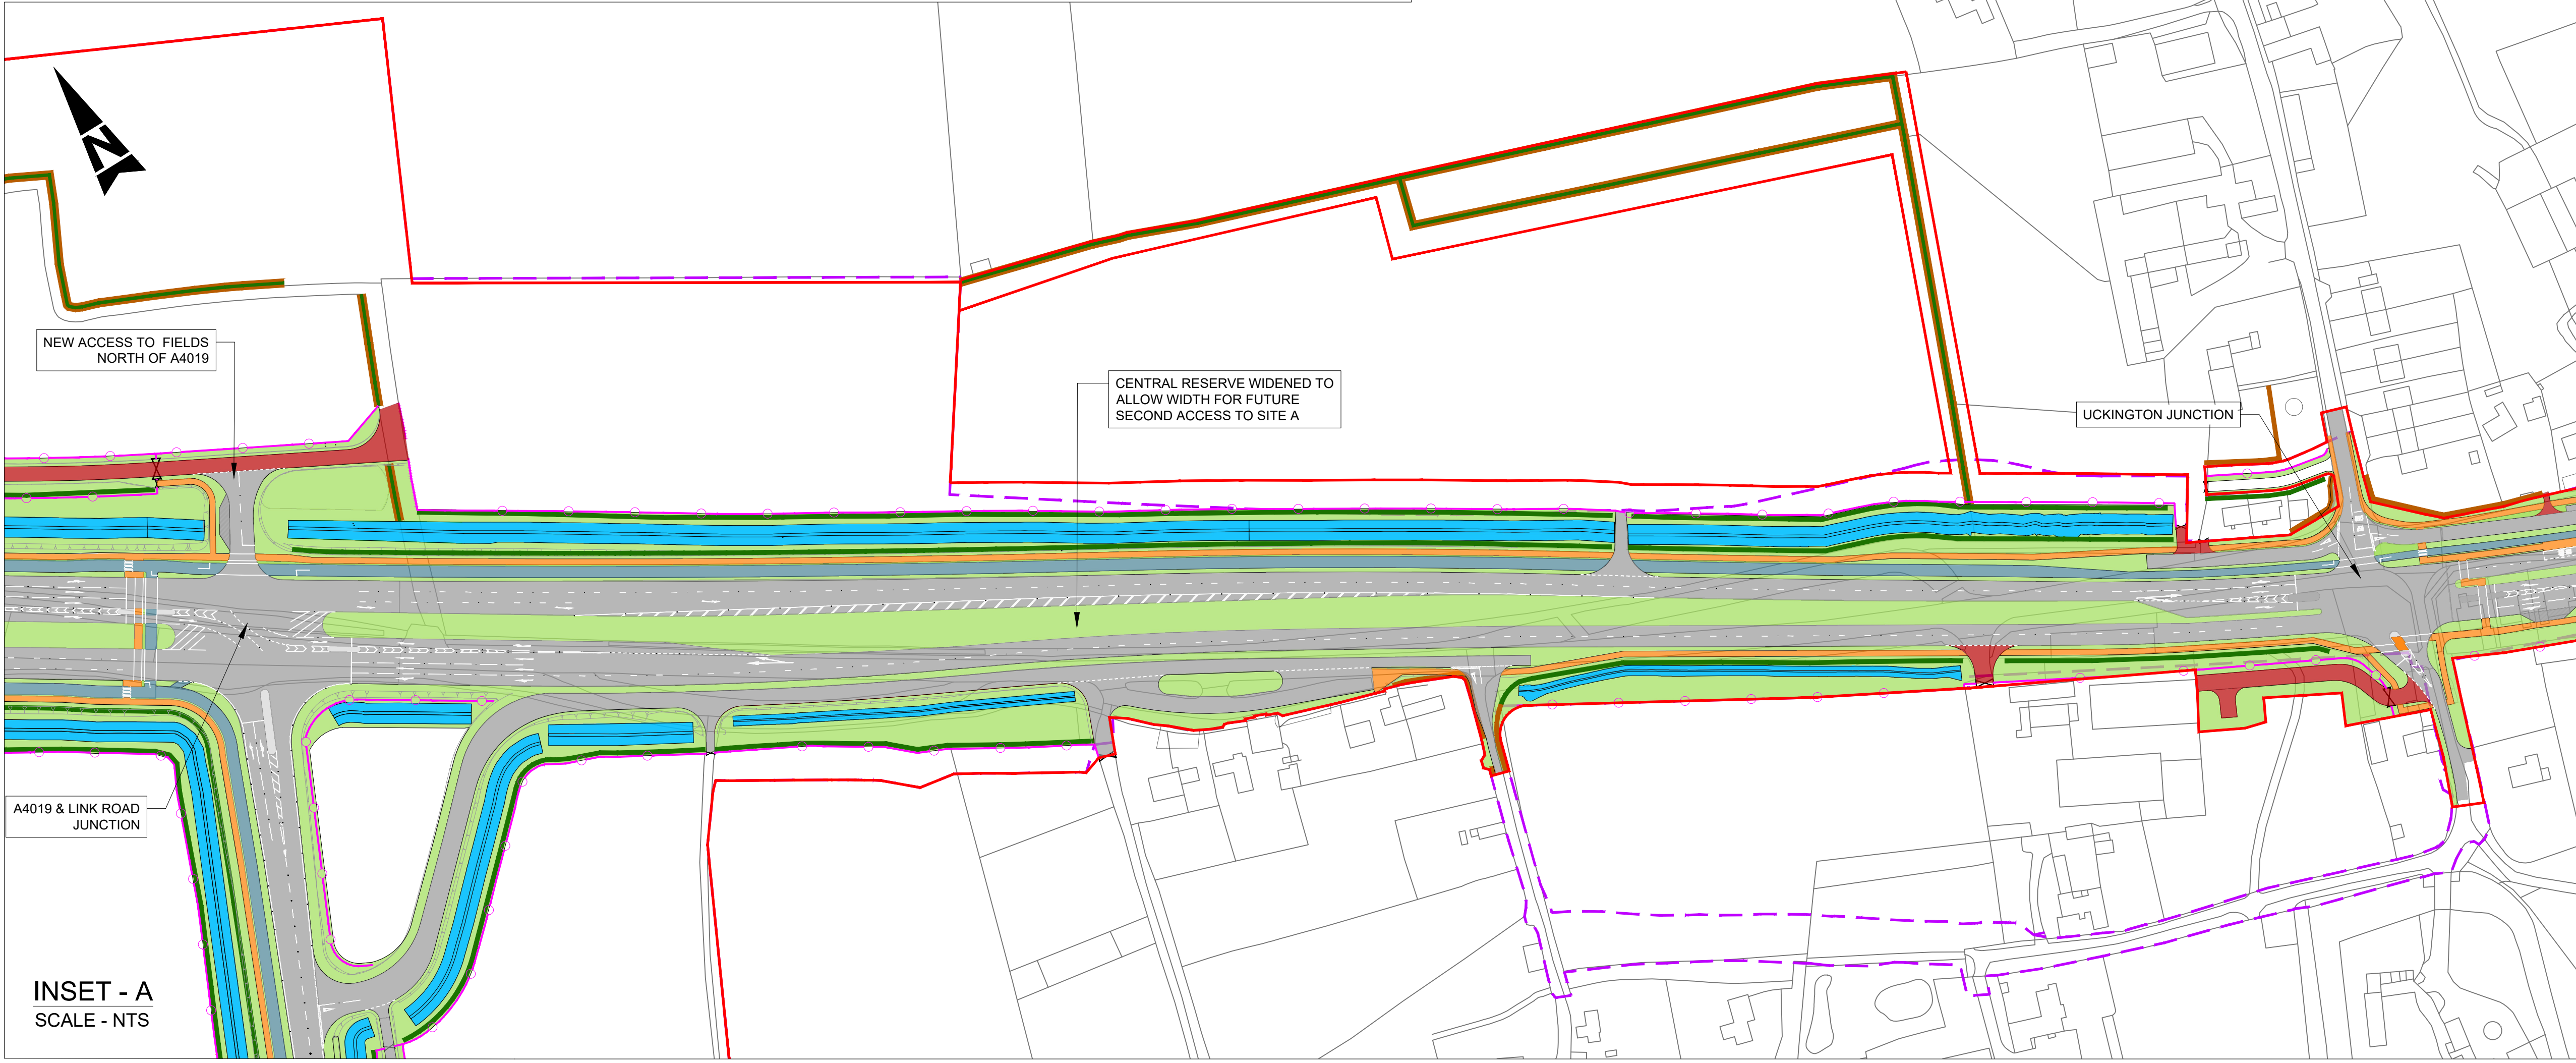 N
NEW ACCESS TO FIELDS
NORTH OF A4019
CENTRAL RESERVE WIDENED TO
ALLOW WIDTH FOR FUTURE
SECOND ACCESS TO SITE A
UCKINGTON JUNCTION
A4019 & LINK ROAD
JUNCTION
INSET - A
SCALE - NTS